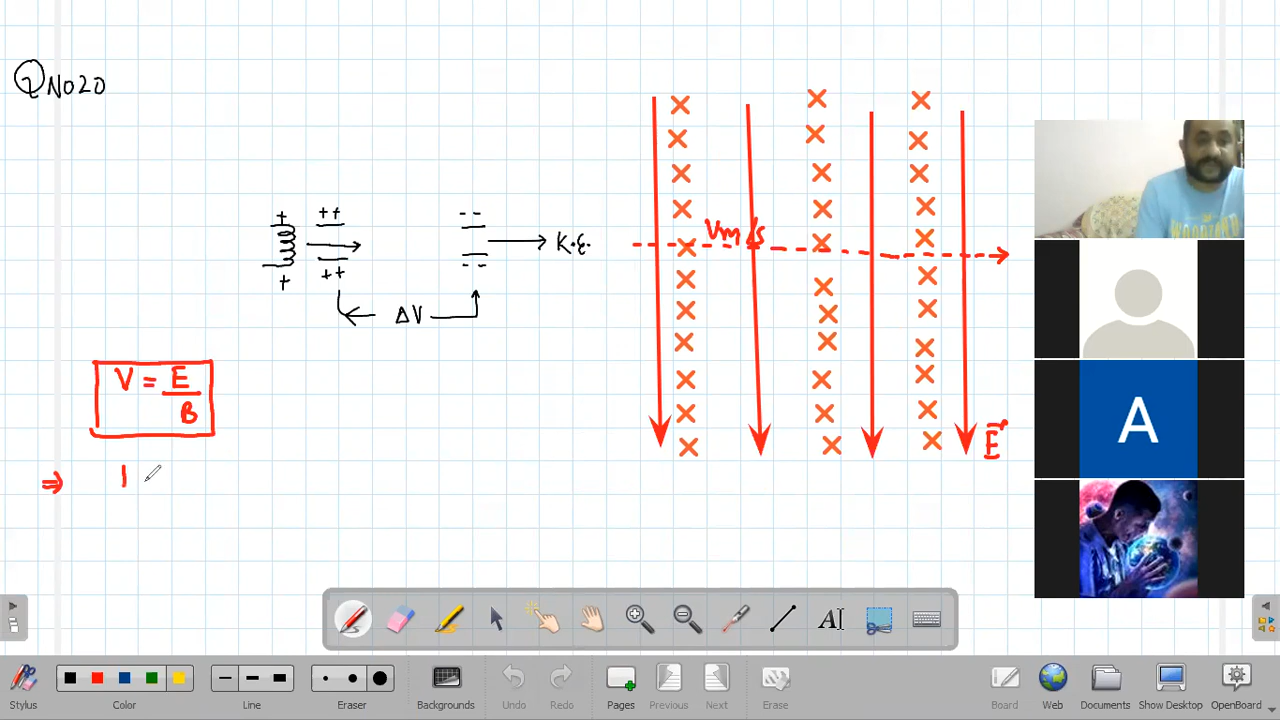 QNo20
+
++
--
K.E.
Vm/s
+
++
--
ΔV
V = E
B
⇒ 1
E
A
Stylus
Color
Line
Eraser
Backgrounds
Undo
Redo
Pages
Previous
Next
Erase
Board
Web
Documents
Show Desktop
OpenBoard